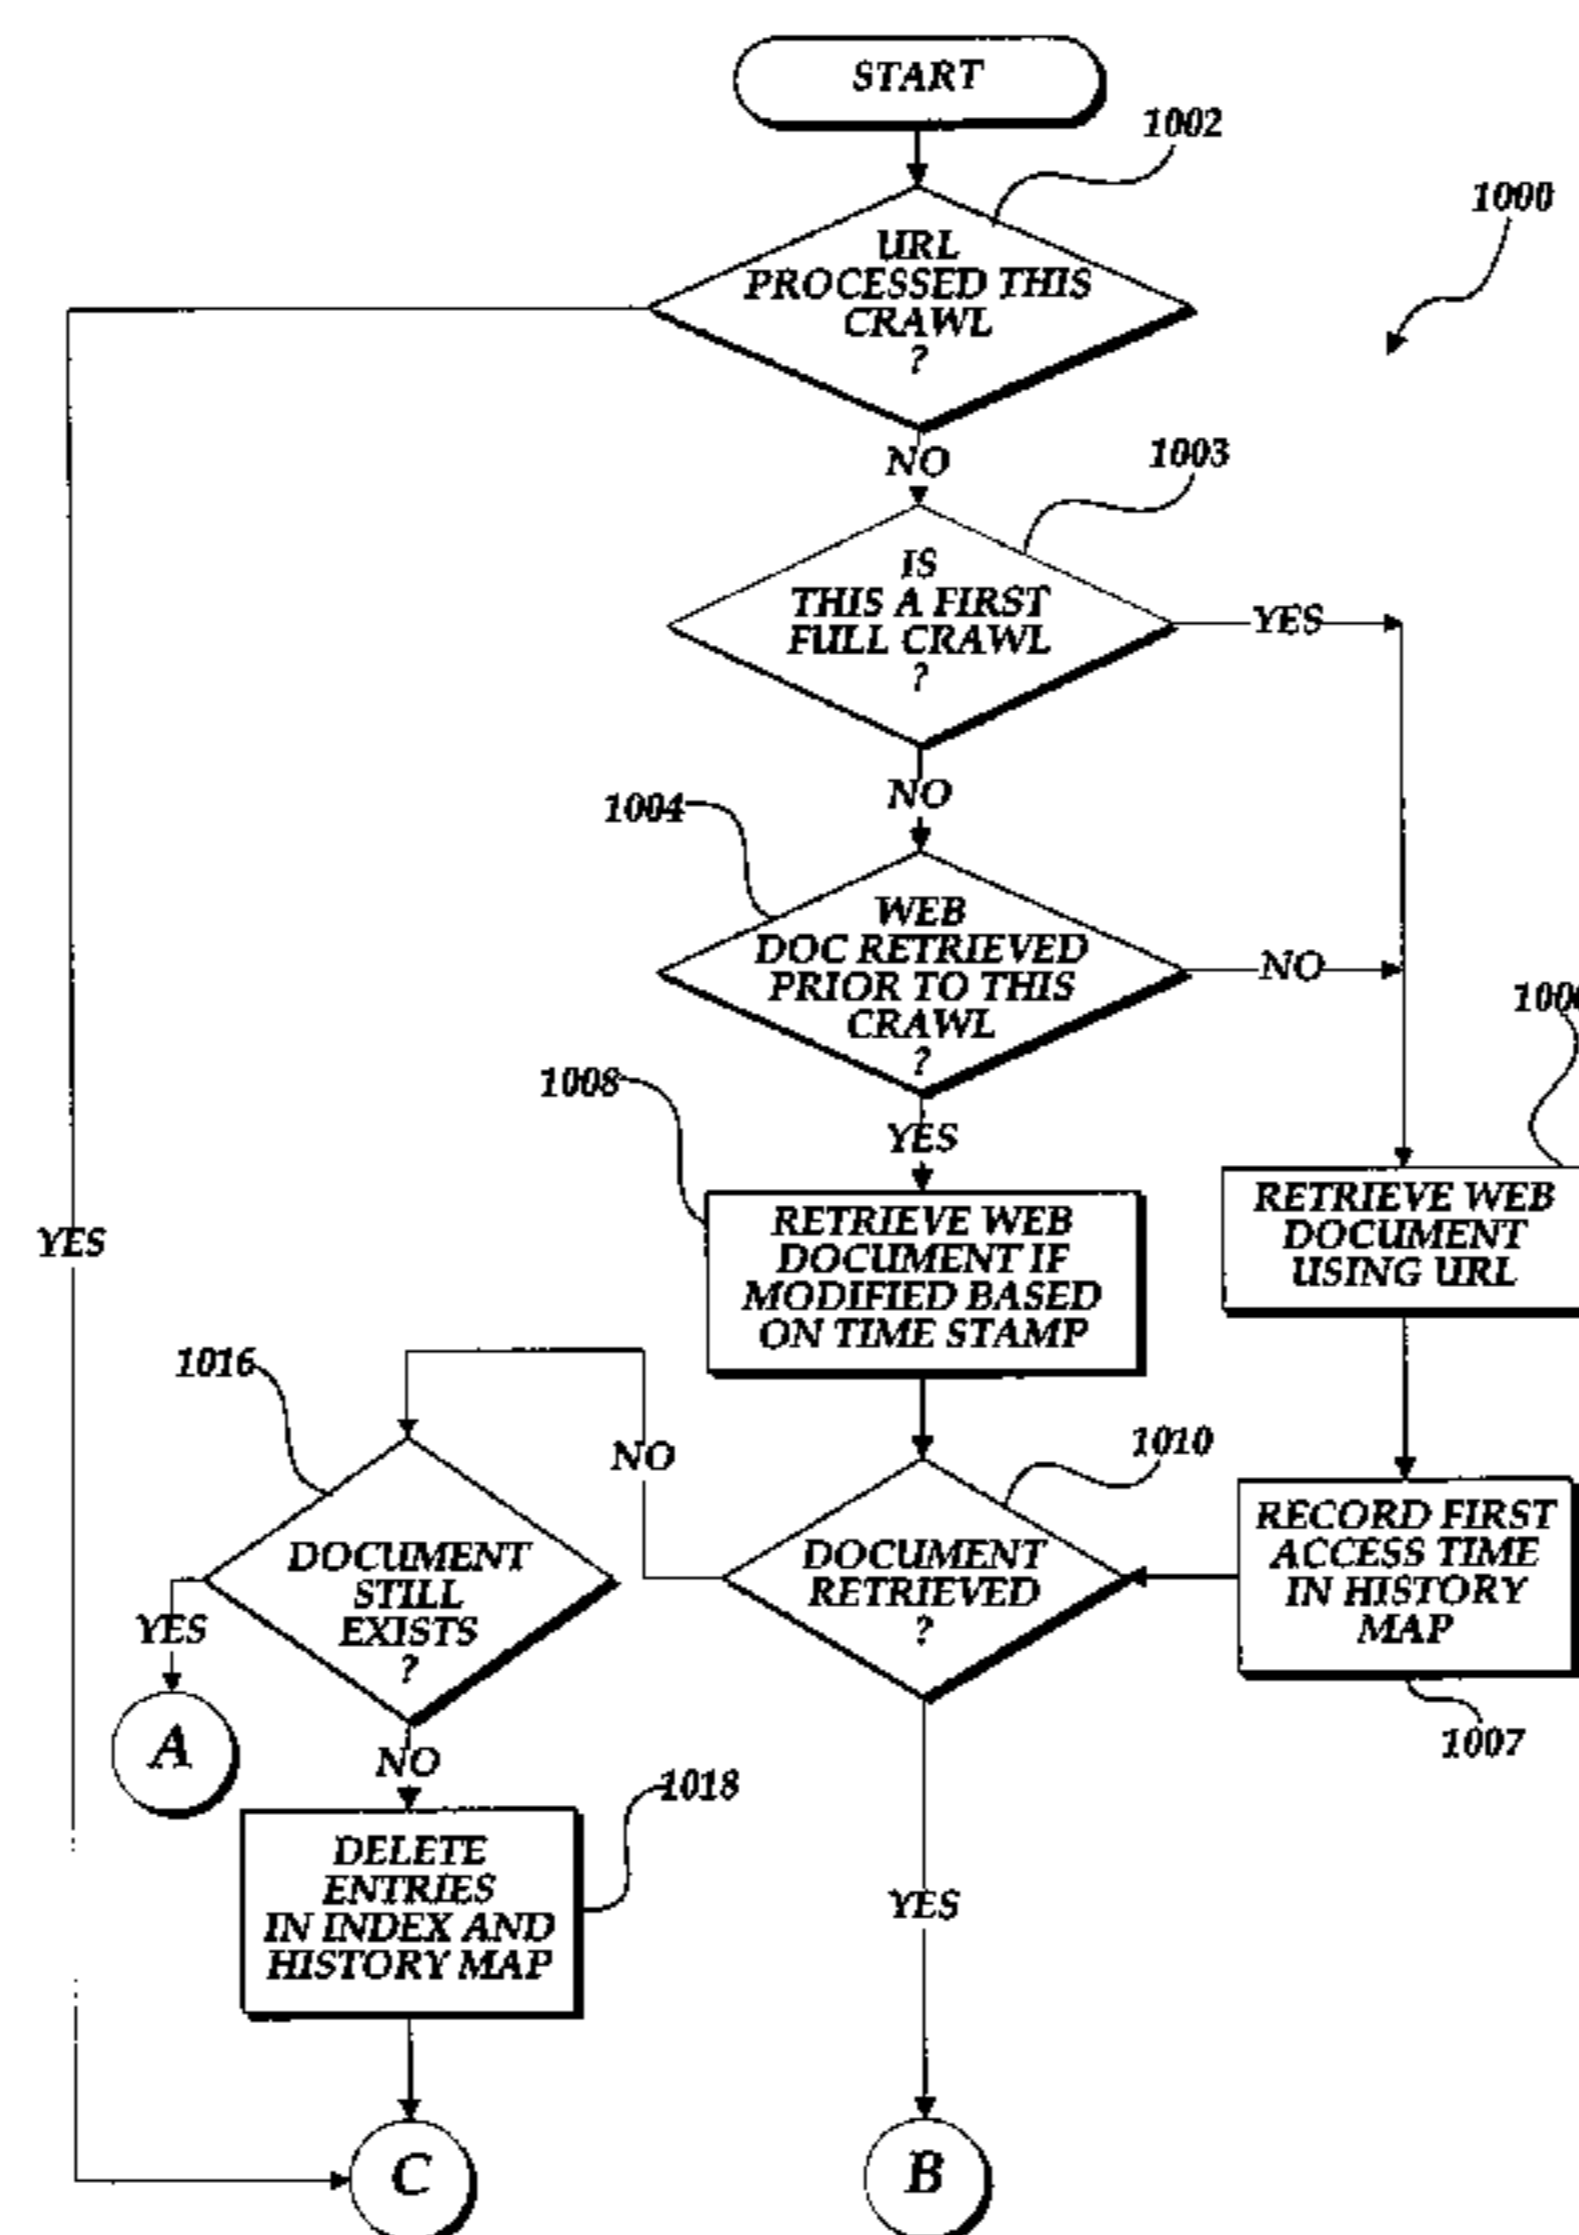 START
1002
1000
URL
PROCESSED THIS
CRAWL
?
NO
1003
IS
THIS A FIRST
FULL CRAWL
?
YES
NO
1004
WEB
DOC RETRIEVED
PRIOR TO THIS
CRAWL
?
NO
1008
YES
RETRIEVE WEB
DOCUMENT IF
MODIFIED BASED
ON TIME STAMP
RETRIEVE WEB
DOCUMENT
USING URL
YES
1016
NO
1010
DOCUMENT
STILL
EXISTS
?
DOCUMENT
RETRIEVED
?
RECORD FIRST
ACCESS TIME
IN HISTORY
MAP
YES
A
NO
1007
1018
DELETE
ENTRIES
IN INDEX AND
HISTORY MAP
YES
C
B